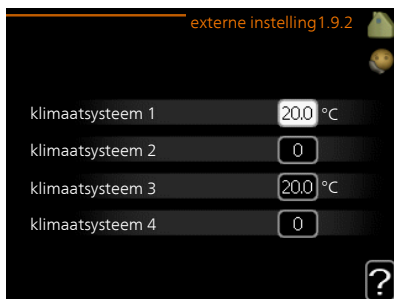 externe instelling1.9.2
klimaatsysteem 1 20.0 °C
klimaatsysteem 2 0
klimaatsysteem 3 20.0 °C
klimaatsysteem 4 0
?